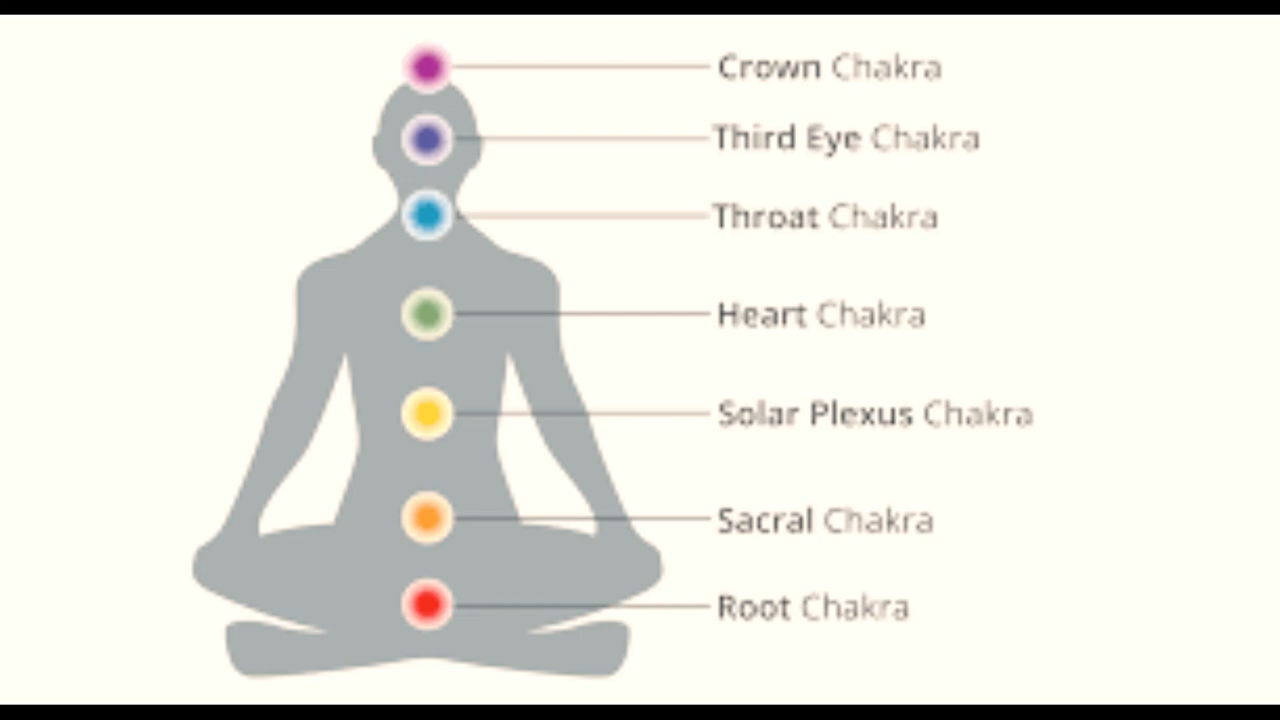 Crown Chakra
Third Eye Chakra
Throat Chakra
Heart Chakra
Solar Plexus Chakra
Sacral Chakra
Root Chakra